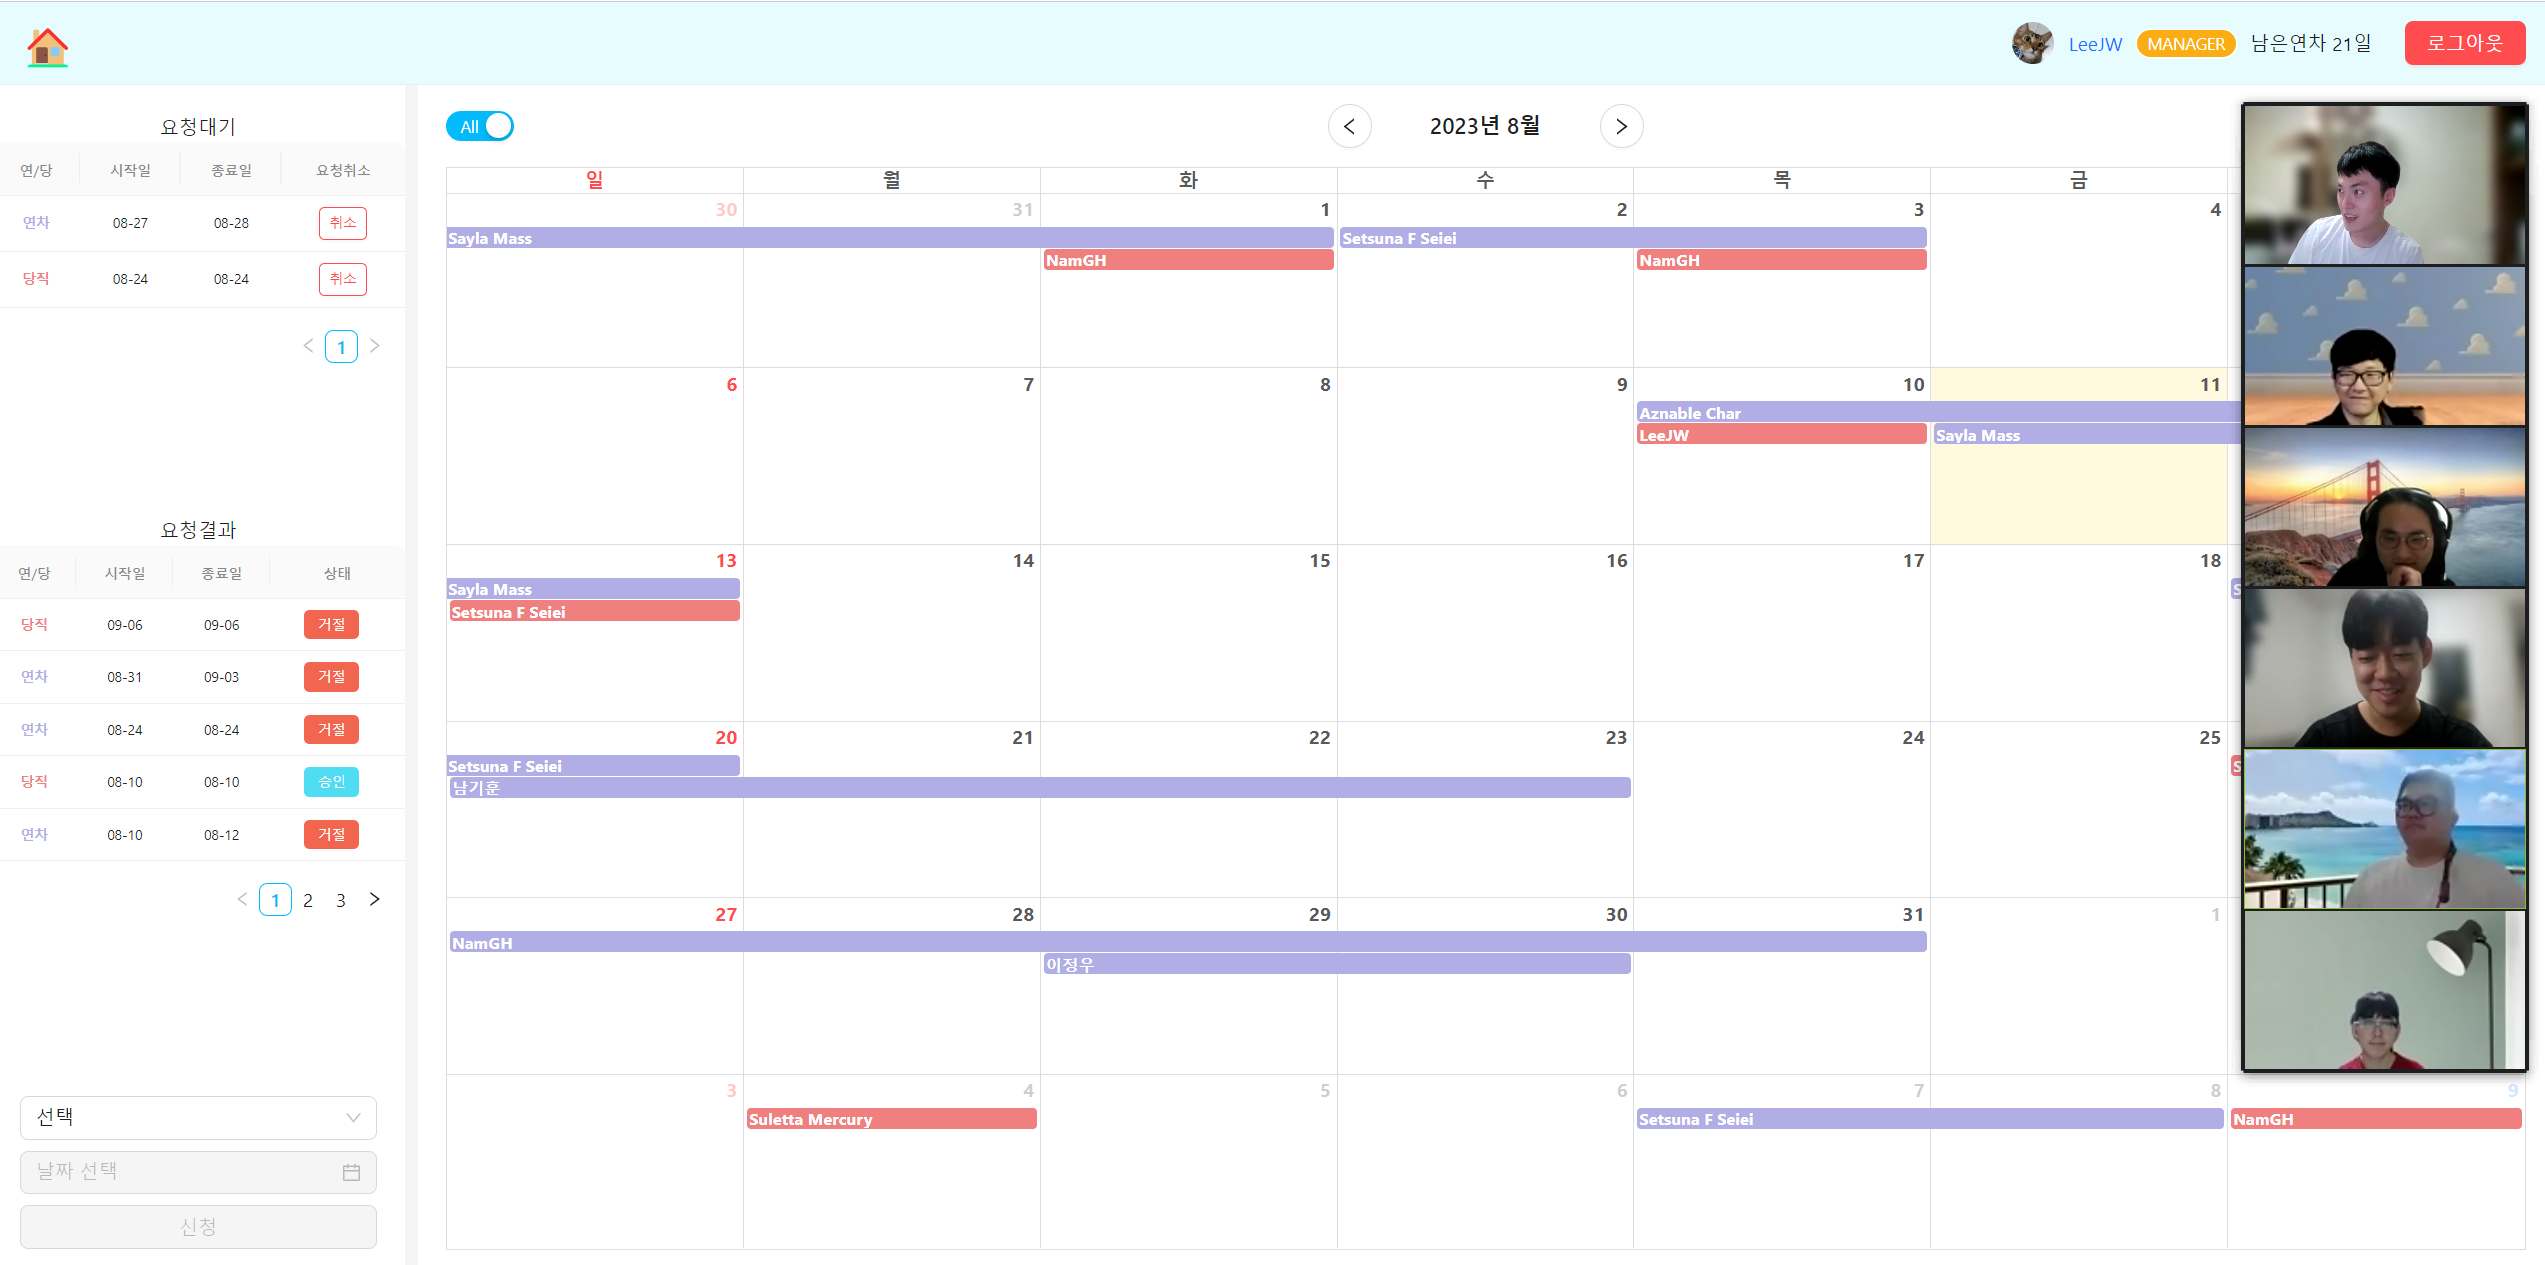 LeeJW MANAGER 남은연차 21일 로그아웃
요청대기
연/당 시작일 종료일 요청취소
연차 08-27 08-28 취소
당직 08-24 08-24 취소
1
요청결과
연/당 시작일 종료일 상태
당직 09-06 09-06 거절
연차 08-31 09-03 거절
연차 08-24 08-24 거절
당직 08-10 08-10 승인
연차 08-10 08-12 거절
1 2 3
선택
날짜 선택
신청
All 2023년 8월
일 월 화 수 목 금
30 31 1 2 3 4
Sayla Mass Setsuna F Seiei
NamGH NamGH
6 7 8 9 10 11
Aznable Char
LeeJW Sayla Mass
13 14 15 16 17 18
Sayla Mass S
Setsuna F Seiei
20 21 22 23 24 25
Setsuna F Seiei S
남기훈
27 28 29 30 31 1
NamGH
이정우
3 4 5 6 7 8 9
Suletta Mercury Setsuna F Seiei NamGH